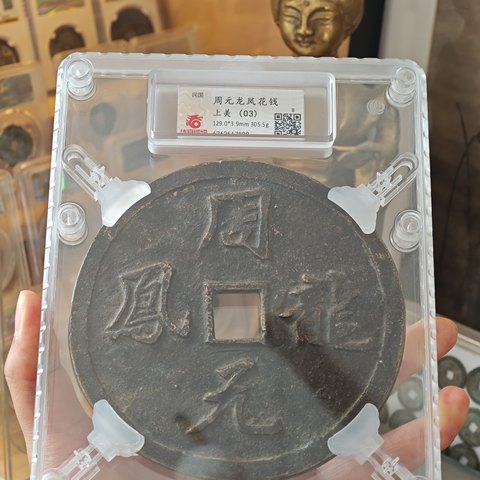 民国
周元龙凤花钱
上美 (03)
129.0*3.9mm 305.5g
周
鳳 龍
元